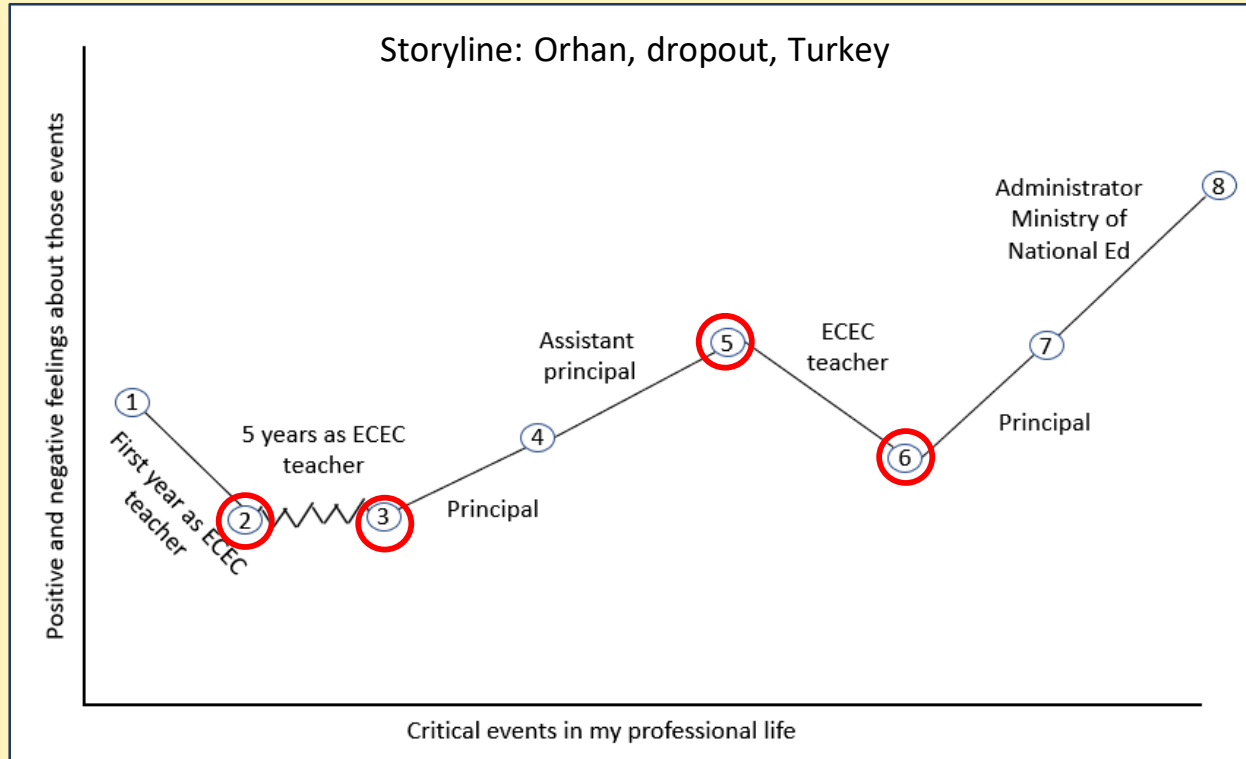 Storyline: Orhan, dropout, Turkey
Positive and negative feelings about those events
1
First year as ECEC
teacher
2
5 years as ECEC
teacher
3
Principal
4
Assistant
principal
5
ECEC
teacher
6
Principal
7
Administrator
Ministry of
National Ed
8
Critical events in my professional life